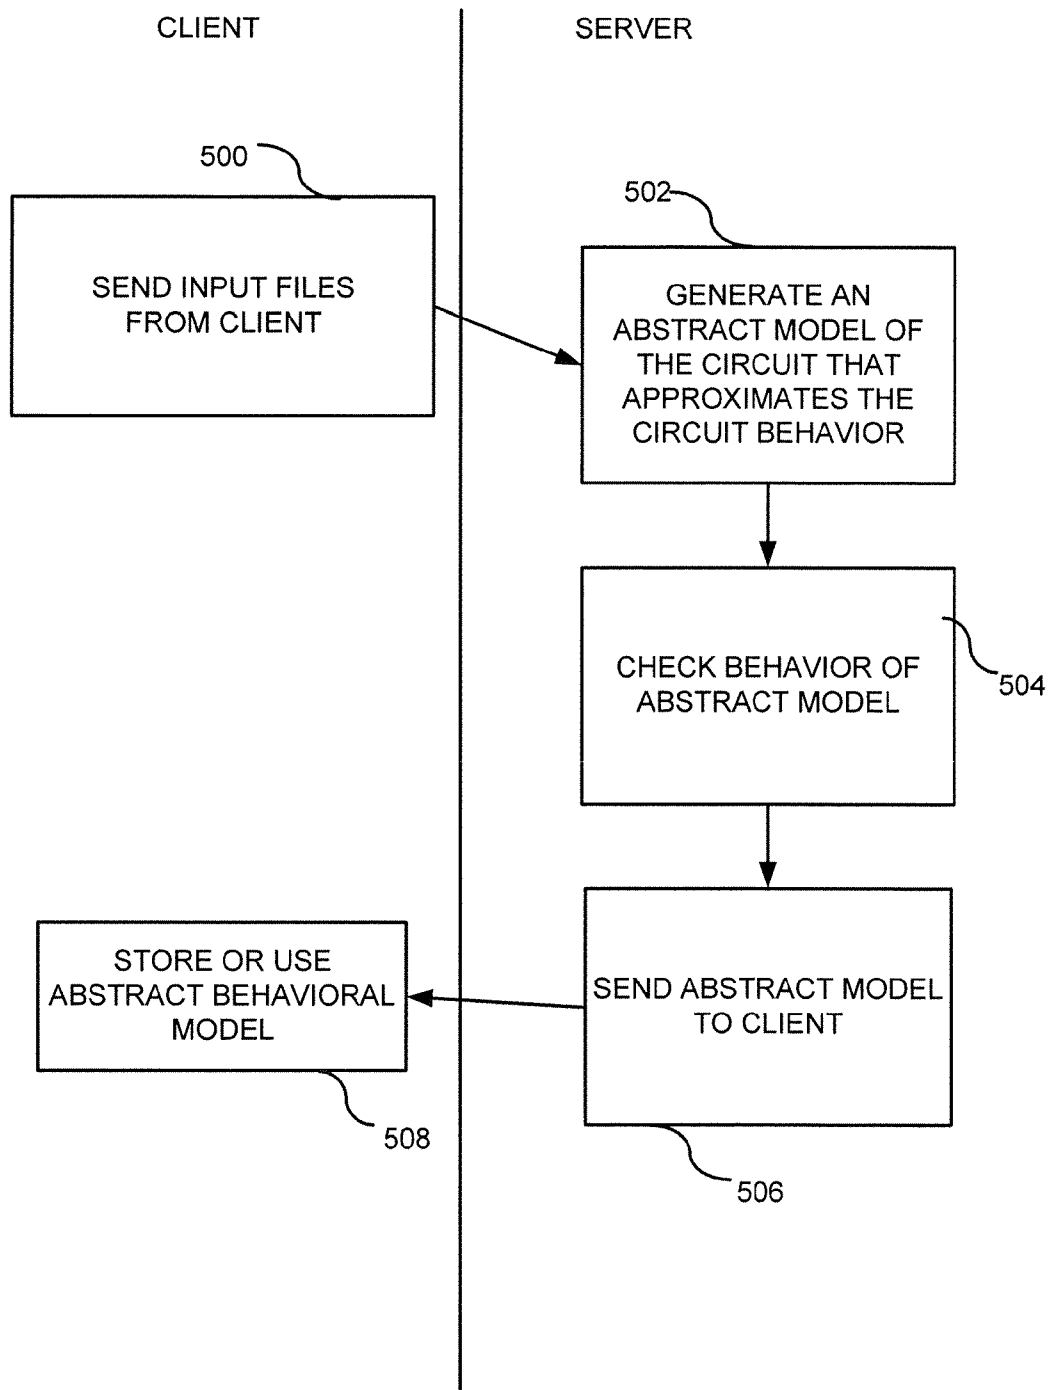 CLIENT
SERVER
500
SEND INPUT FILES
FROM CLIENT
502
GENERATE AN
ABSTRACT MODEL OF
THE CIRCUIT THAT
APPROXIMATES THE
CIRCUIT BEHAVIOR
CHECK BEHAVIOR OF
ABSTRACT MODEL
504
SEND ABSTRACT MODEL
TO CLIENT
506
STORE OR USE
ABSTRACT BEHAVIORAL
MODEL
508